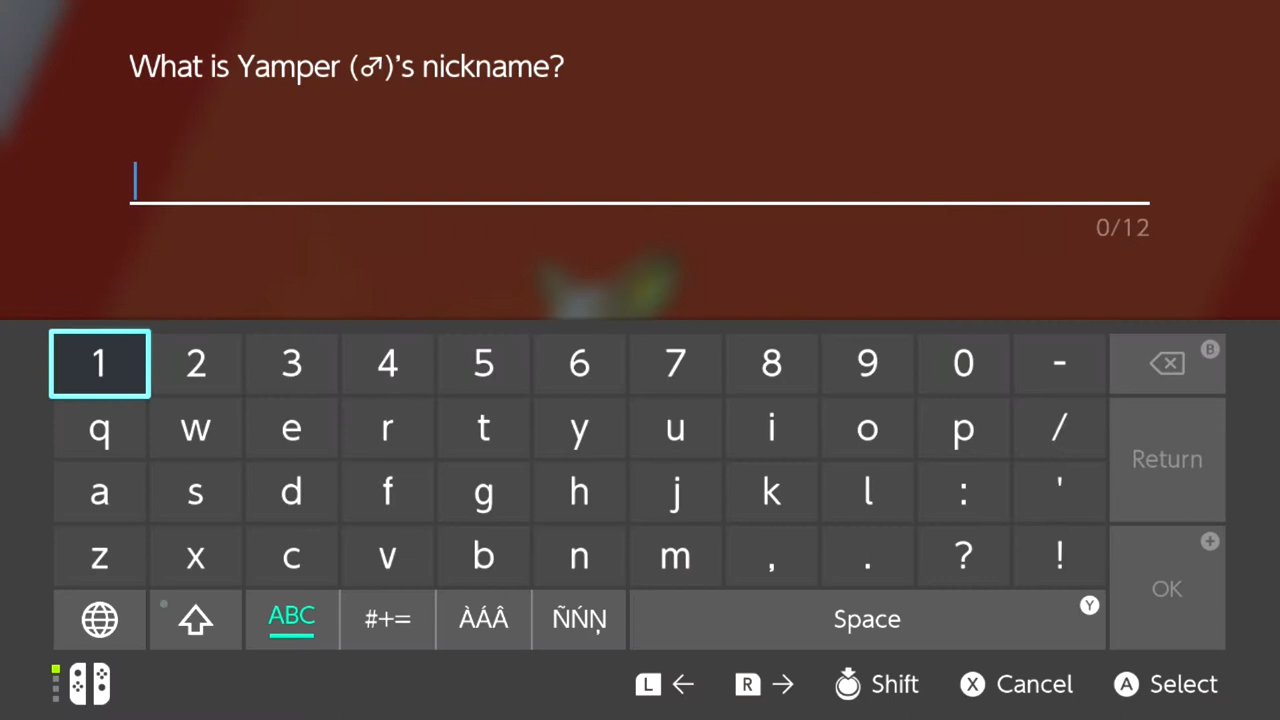 What is Yamper (♂)'s nickname?
0/12
1 2 3 4 5 6 7 8 9 0 - B
q w e r t y u i o p /
Return
a s d f g h j k l : '
z x c v b n m , . ? ! +
OK
ABC #+= ÀÁÂ ÑŃŅ Space Y
L ← R → Shift X Cancel A Select